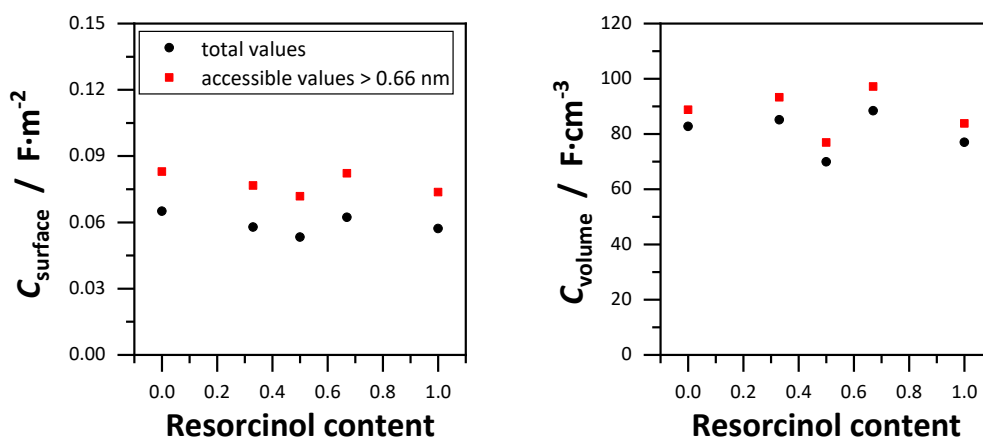 0.15
0.12
0.09
0.06
0.03
0.00
C_surface / F·m⁻²
total values
accessible values > 0.66 nm
0.0 0.2 0.4 0.6 0.8 1.0
Resorcinol content
120
100
80
60
40
20
0
C_volume / F·cm⁻³
0.0 0.2 0.4 0.6 0.8 1.0
Resorcinol content